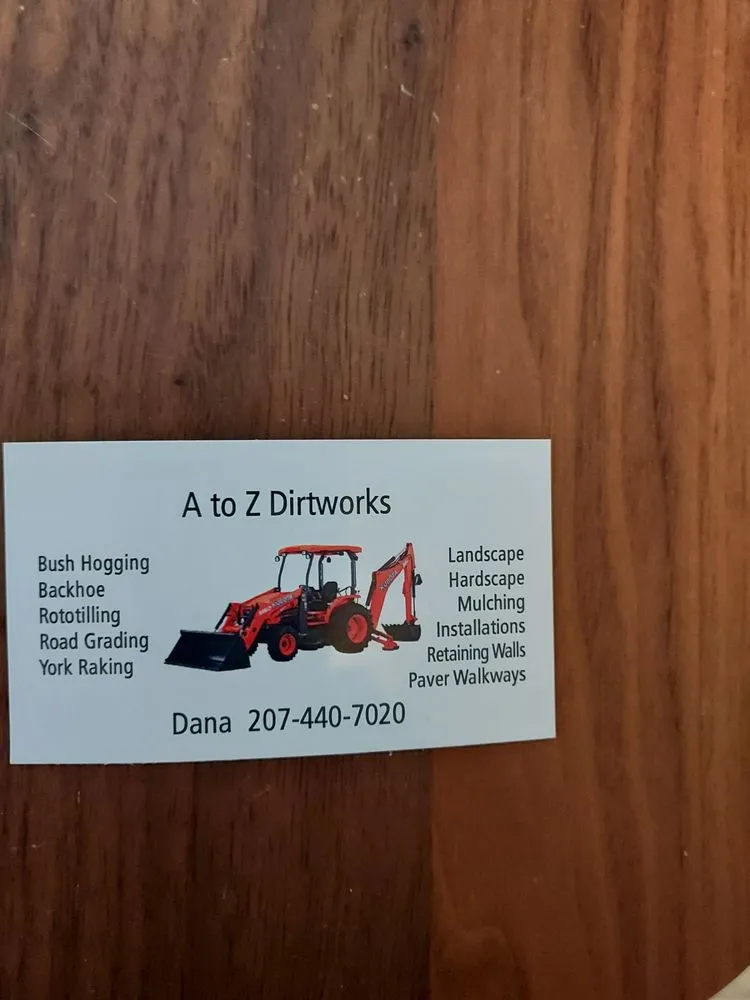 A to Z Dirtworks
Bush Hogging
Backhoe
Rototilling
Road Grading
York Raking
Landscape
Hardscape
Mulching
Installations
Retaining Walls
Paver Walkways
Dana 207-440-7020